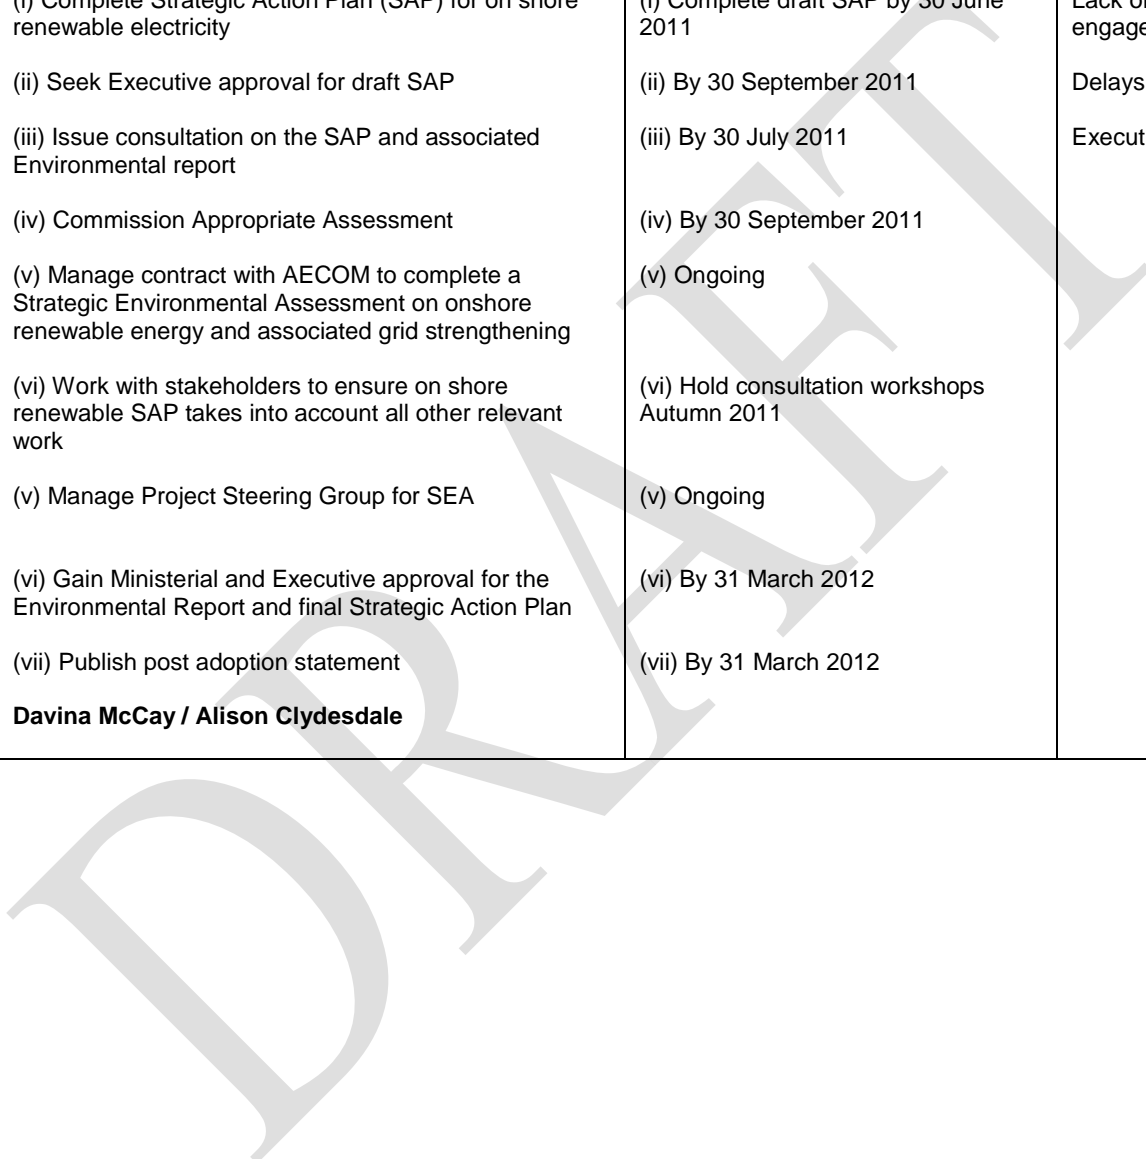 (i) Complete Strategic Action Plan (SAP) for on shore
renewable electricity
(ii) Seek Executive approval for draft SAP
(iii) Issue consultation on the SAP and associated
Environmental report
(iv) Commission Appropriate Assessment
(v) Manage contract with AECOM to complete a
Strategic Environmental Assessment on onshore
renewable energy and associated grid strengthening
(vi) Work with stakeholders to ensure on shore
renewable SAP takes into account all other relevant
work
(v) Manage Project Steering Group for SEA
(vi) Gain Ministerial and Executive approval for the
Environmental Report and final Strategic Action Plan
(vii) Publish post adoption statement
Davina McCay / Alison Clydesdale
(i) Complete draft SAP by 30 June
2011
(ii) By 30 September 2011
(iii) By 30 July 2011
(iv) By 30 September 2011
(v) Ongoing
(vi) Hold consultation workshops
Autumn 2011
(v) Ongoing
(vi) By 31 March 2012
(vii) By 31 March 2012
Lack
Delays
DRAFT